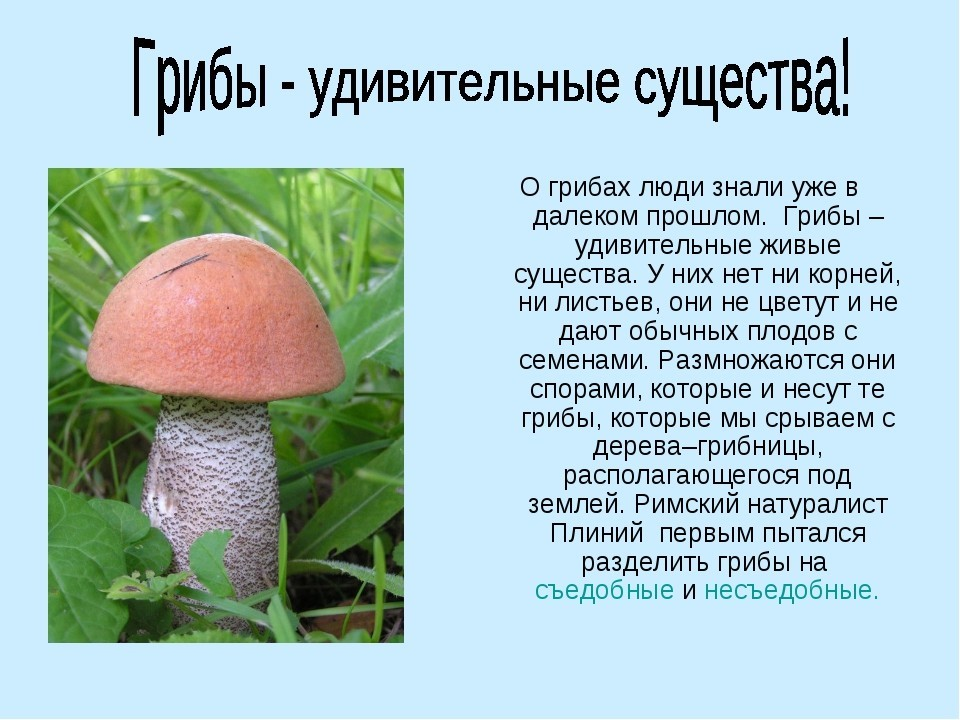 Грибы - удивительные существа!
О грибах люди знали уже в
далеком прошлом.  Грибы –
удивительные живые
существа. У них нет ни корней,
ни листьев, они не цветут и не
дают обычных плодов с
семенами. Размножаются они
спорами, которые и несут те
грибы, которые мы срываем с
дерева–грибницы,
располагающегося под
землей. Римский натуралист
Плиний  первым пытался
разделить грибы на
съедобные и несъедобные.